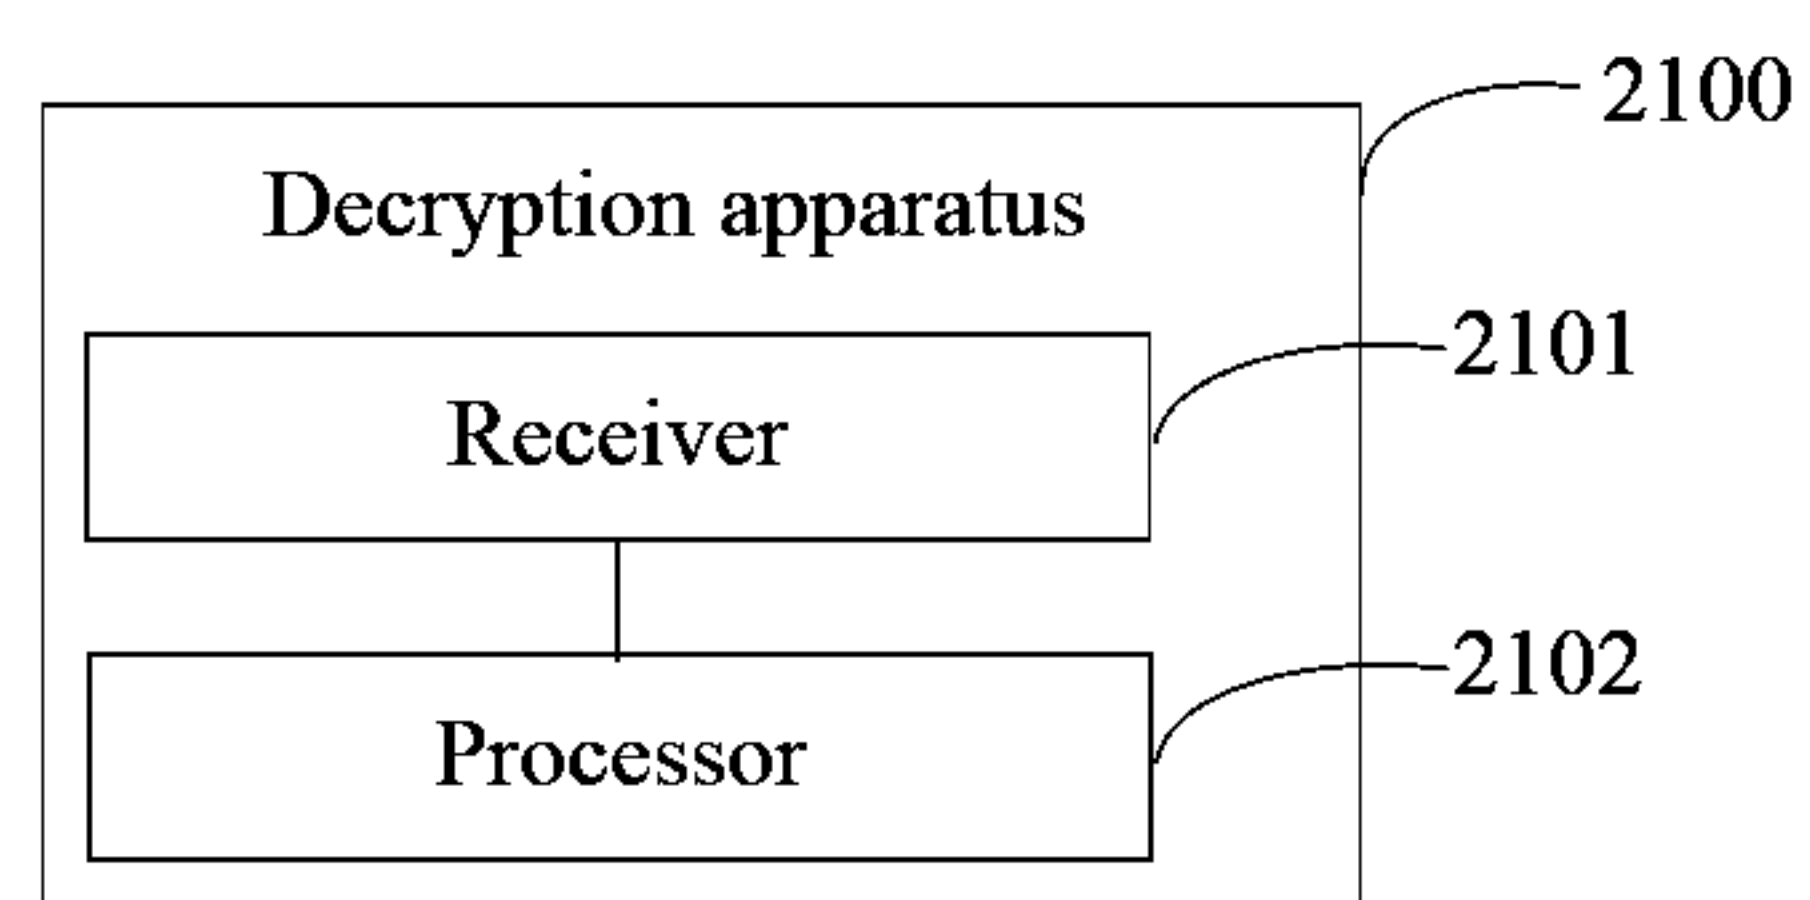 2100
Decryption apparatus
2101
Receiver
2102
Processor